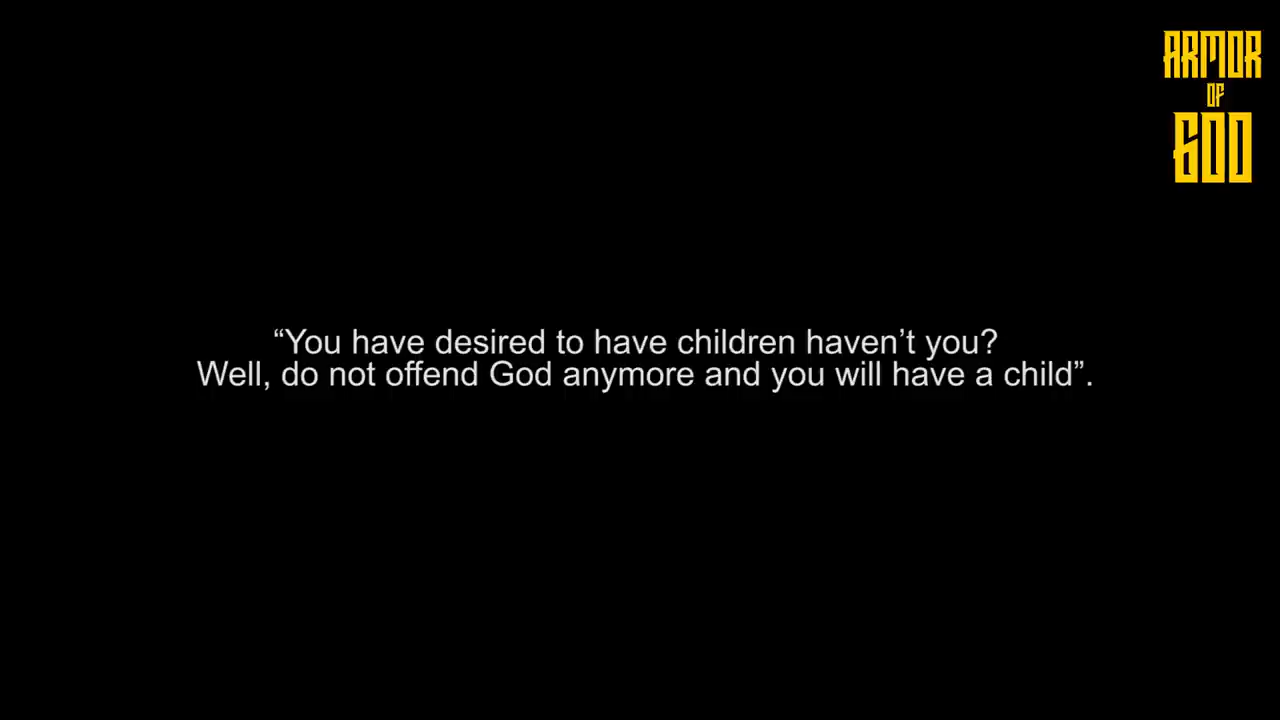 ARMOR
OF
GOD
“You have desired to have children haven’t you?
Well, do not offend God anymore and you will have a child”.